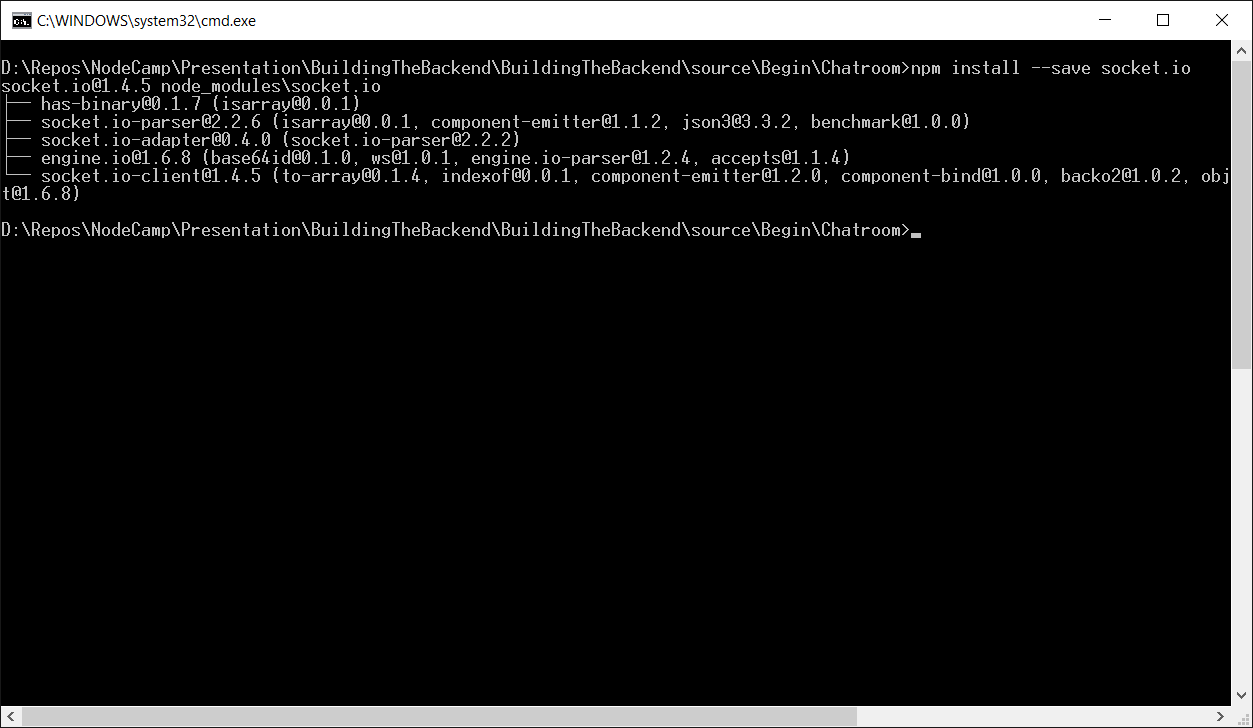 C:\WINDOWS\system32\cmd.exe
D:\Repos\NodeCamp\Presentation\BuildingTheBackend\BuildingTheBackend\source\Begin\Chatroom>npm install --save socket.io
socket.io@1.4.5 node_modules\socket.io
├── has-binary@0.1.7 (isarray@0.0.1)
├── socket.io-parser@2.2.6 (isarray@0.0.1, component-emitter@1.1.2, json3@3.3.2, benchmark@1.0.0)
├── socket.io-adapter@0.4.0 (socket.io-parser@2.2.2)
├── engine.io@1.6.8 (base64id@0.1.0, ws@1.0.1, engine.io-parser@1.2.4, accepts@1.1.4)
└── socket.io-client@1.4.5 (to-array@0.1.4, indexof@0.0.1, component-emitter@1.2.0, component-bind@1.0.0, backo2@1.0.2, obj
t@1.6.8)
D:\Repos\NodeCamp\Presentation\BuildingTheBackend\BuildingTheBackend\source\Begin\Chatroom>